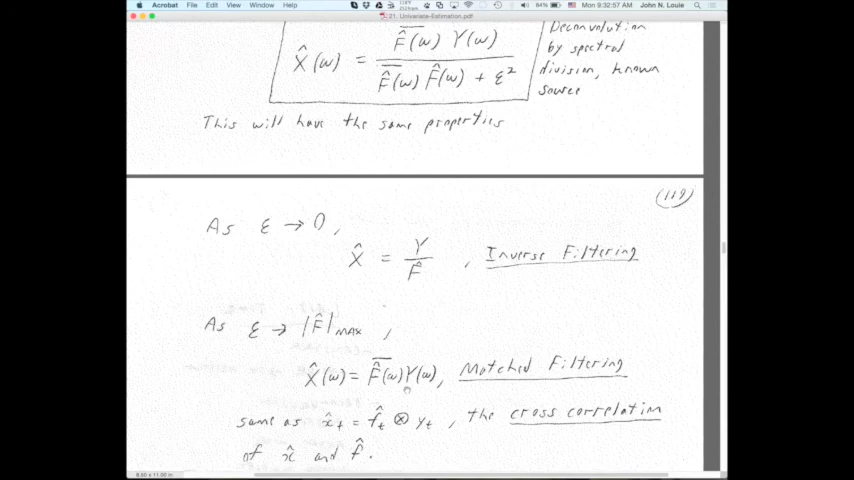 Acrobat File Edit View Window Help 84% Mon 9:32:57 AM John N. Louie
21. Univariate-Estimation.pdf
X̂(ω) = F̂̅(ω) Y(ω) / F̂̅(ω) F̂(ω) + ε²
Deconvolution
by spectral
division, known
source
This will have the same properties
(119)
As ε → 0,
X̂ = Y / F̂ , Inverse Filtering
As ε → |F̂|MAX ,
X̂(ω) = F̂̅(ω)Y(ω), Matched Filtering
same as x̂t = f̂t ⊗ yt , the cross correlation
of x̂ and f̂.
8.50 x 11.00 in